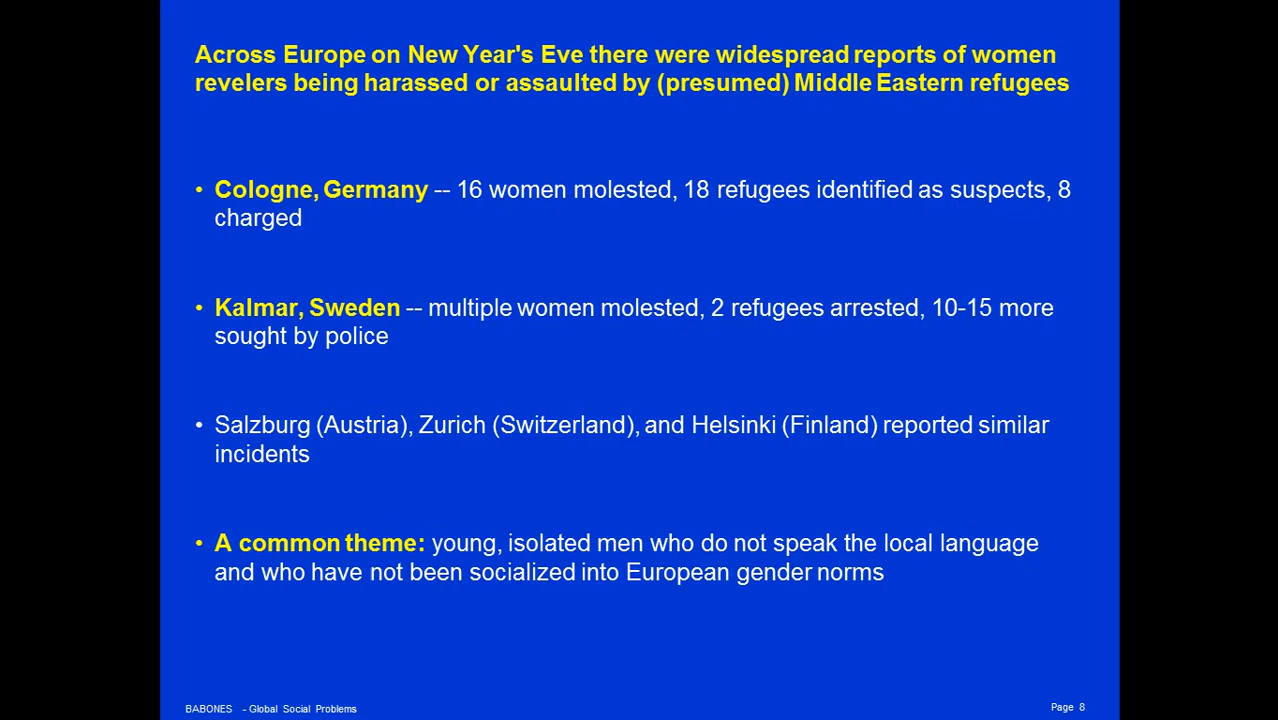 Across Europe on New Year's Eve there were widespread reports of women
revelers being harassed or assaulted by (presumed) Middle Eastern refugees
• Cologne, Germany -- 16 women molested, 18 refugees identified as suspects, 8
charged
• Kalmar, Sweden -- multiple women molested, 2 refugees arrested, 10-15 more
sought by police
• Salzburg (Austria), Zurich (Switzerland), and Helsinki (Finland) reported similar
incidents
• A common theme: young, isolated men who do not speak the local language
and who have not been socialized into European gender norms
BABONES - Global Social Problems
Page 8